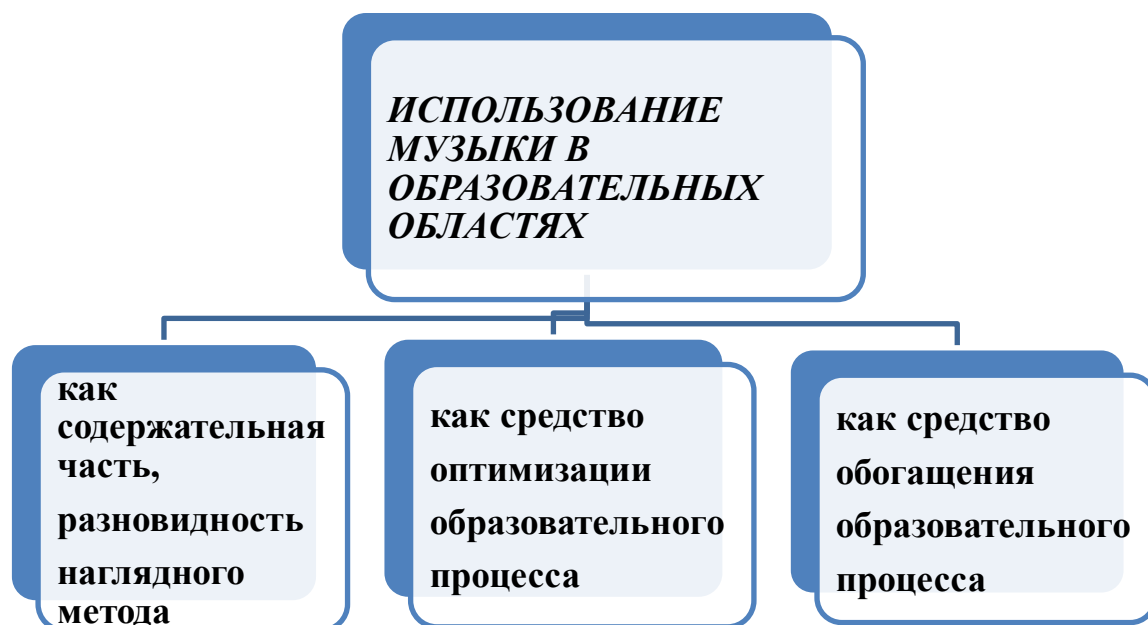 ИСПОЛЬЗОВАНИЕ
МУЗЫКИ В
ОБРАЗОВАТЕЛЬНЫХ
ОБЛАСТЯХ
как
содержательная
часть,
разновидность
наглядного
метода
как средство
оптимизации
образовательного
процесса
как средство
обогащения
образовательного
процесса